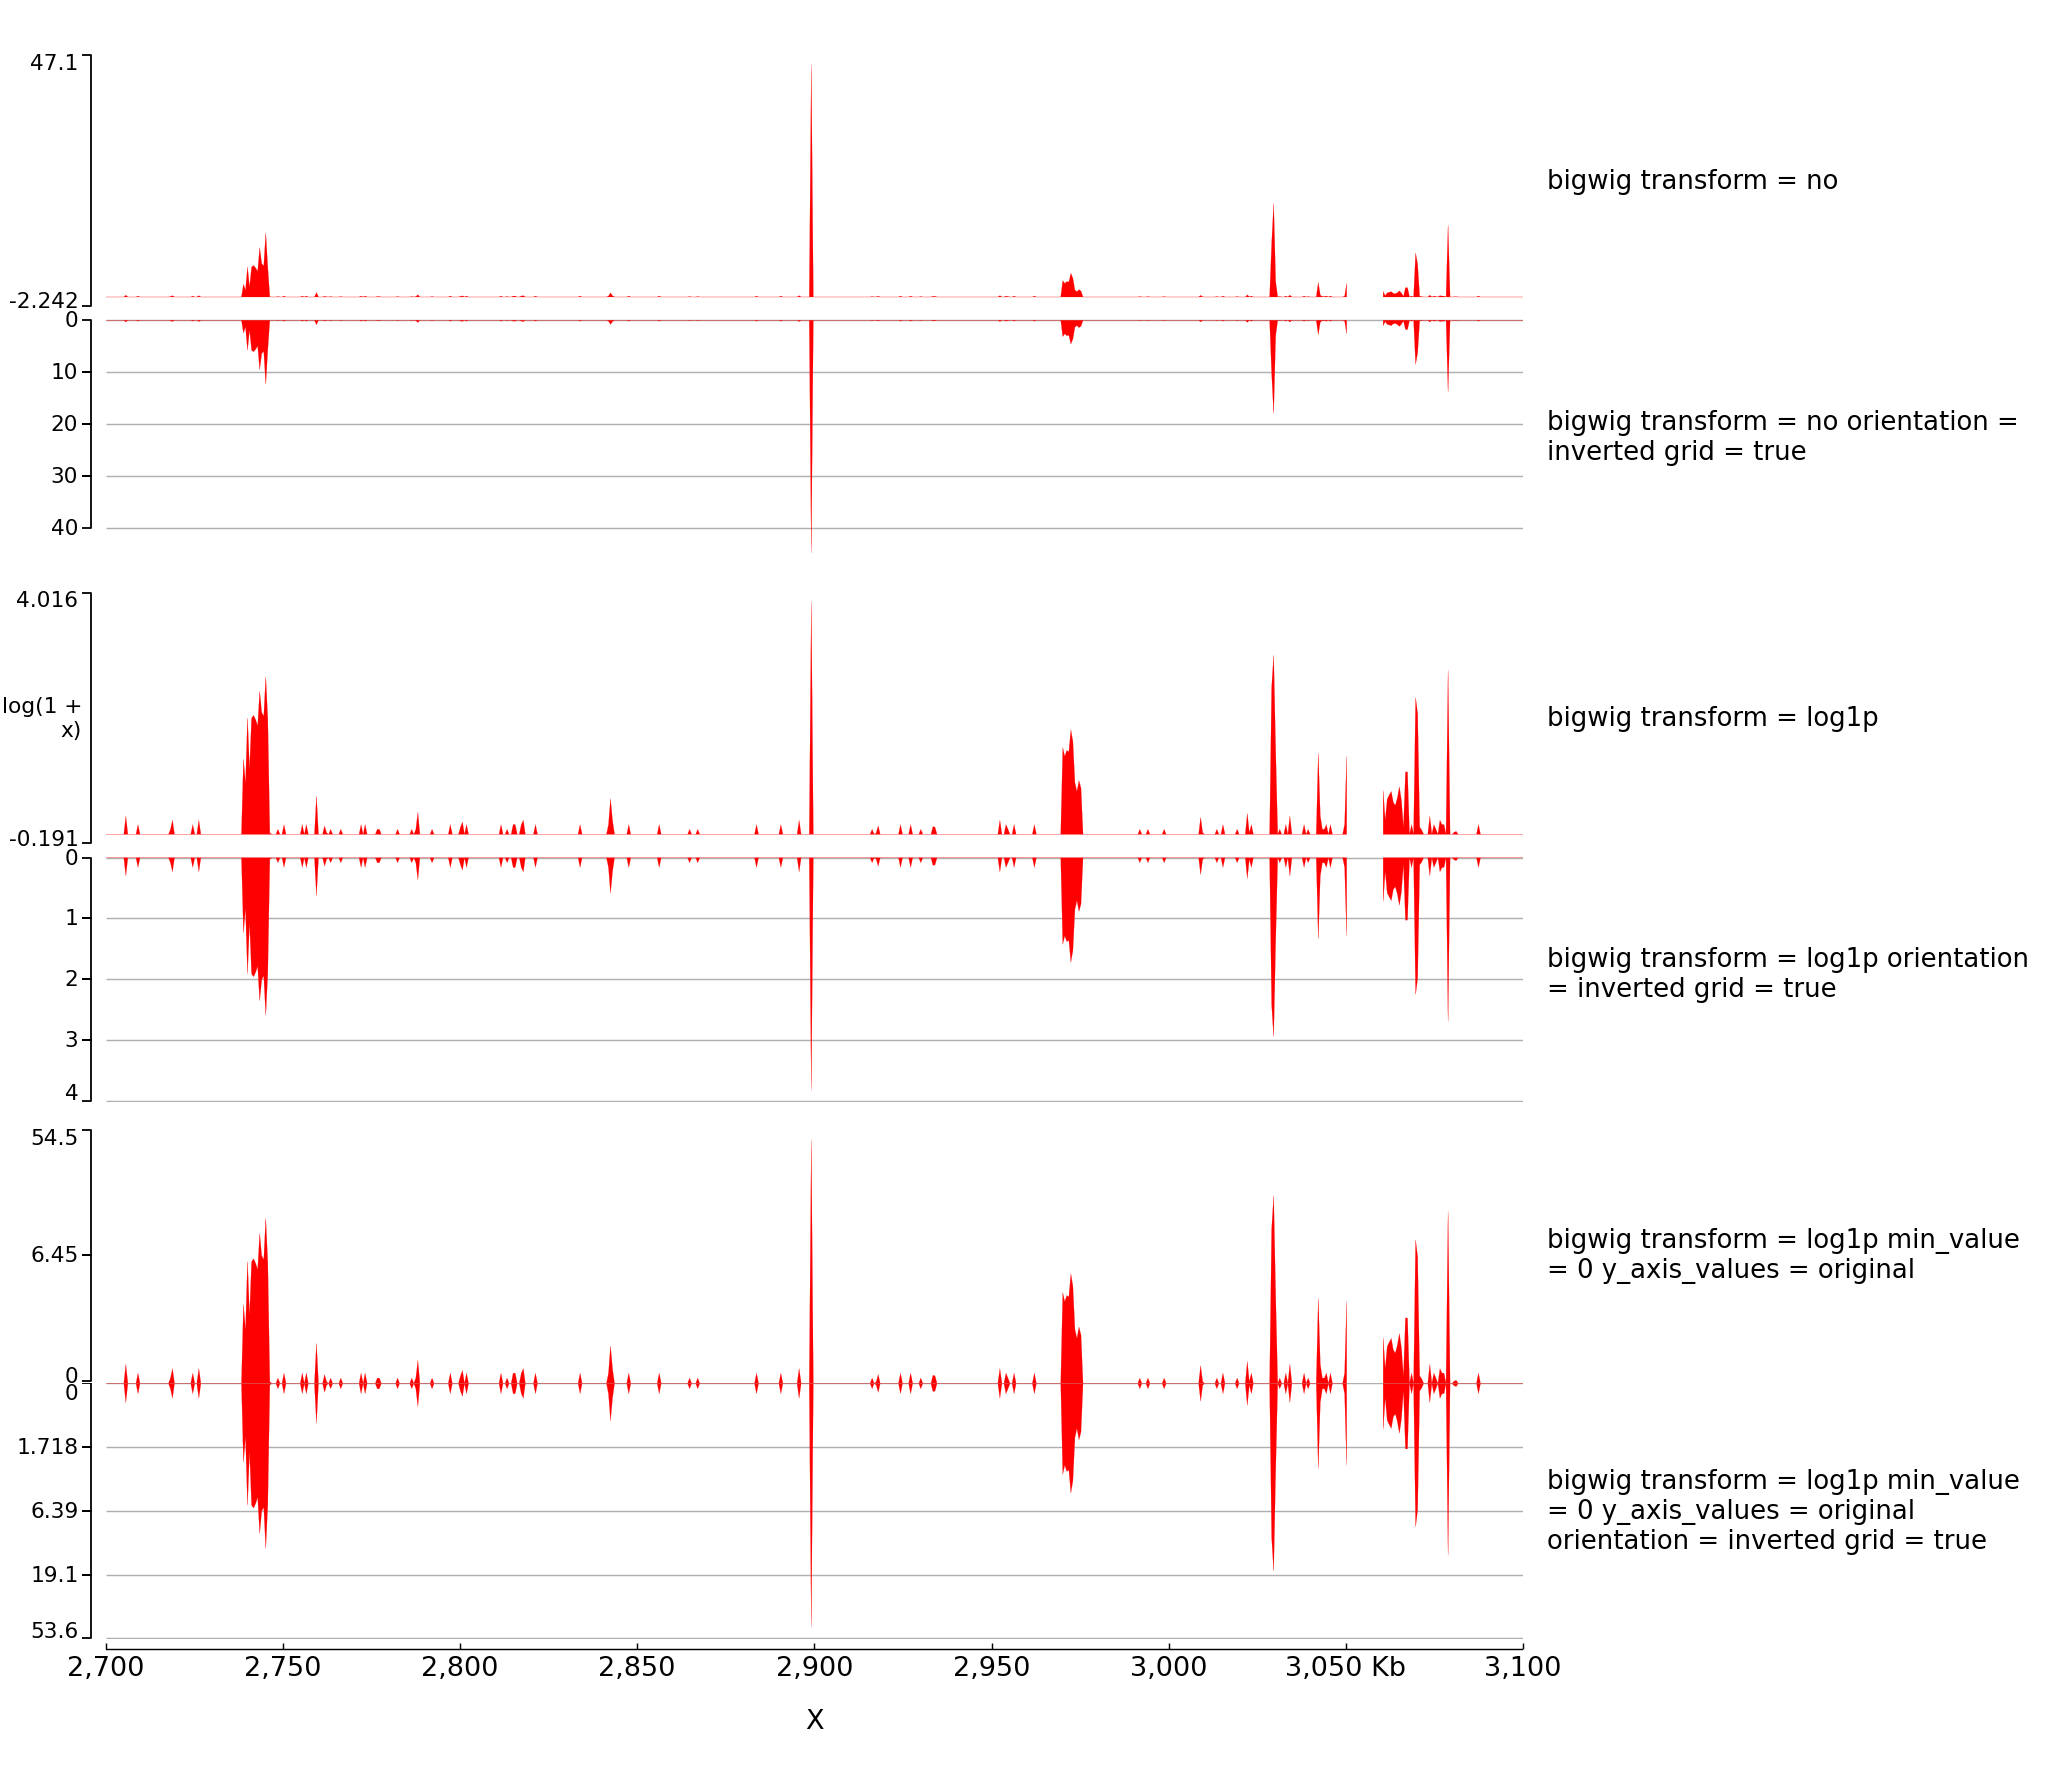 47.1
bigwig transform = no
-2.242
0
10
20
30
40
bigwig transform = no orientation =
inverted grid = true
4.016
log(1 +
x)
bigwig transform = log1p
-0.191
0
1
2
3
4
bigwig transform = log1p orientation
= inverted grid = true
54.5
6.45
0
bigwig transform = log1p min_value
= 0 y_axis_values = original
0
1.718
6.39
19.1
53.6
bigwig transform = log1p min_value
= 0 y_axis_values = original
orientation = inverted grid = true
2,700 2,750 2,800 2,850 2,900 2,950 3,000 3,050 Kb 3,100
X